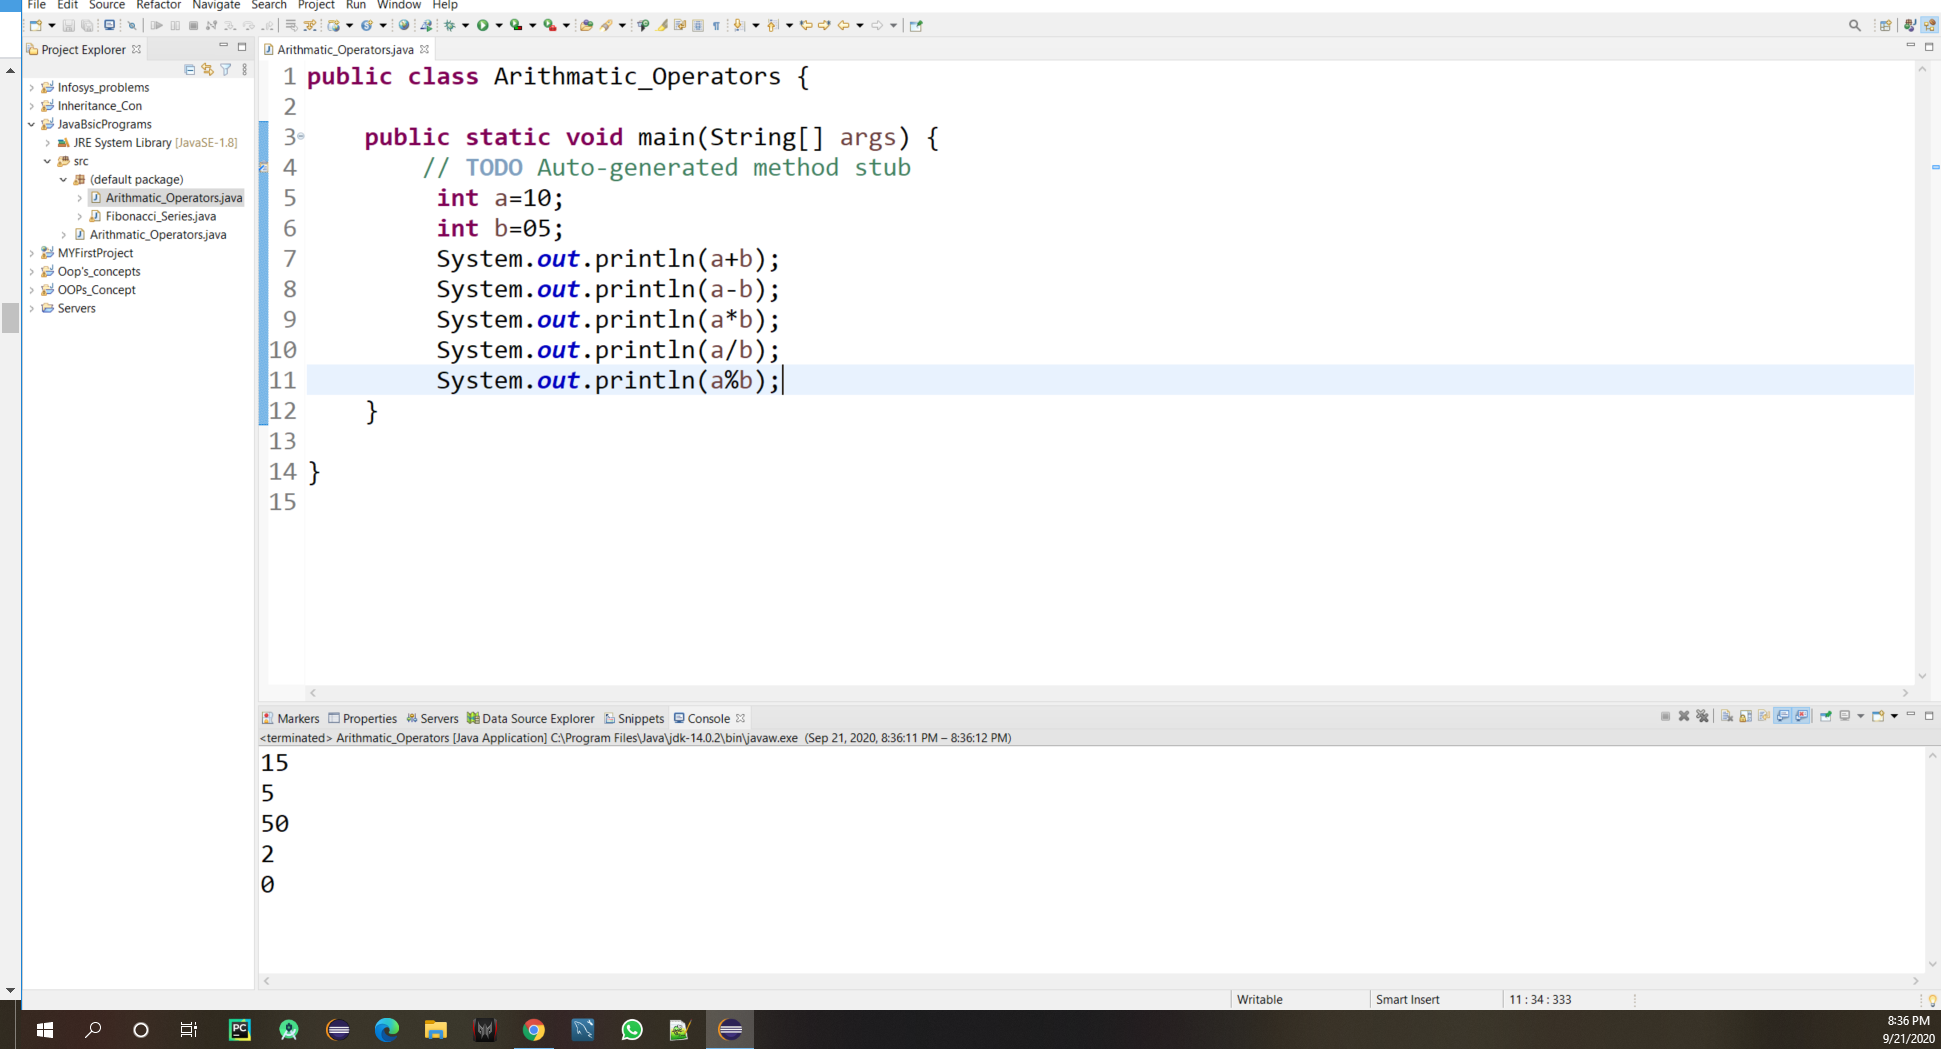 File Edit Source Refactor Navigate Search Project Run Window Help
Project Explorer
Arithmatic_Operators.java
Infosys_problems
Inheritance_Con
JavaBsicPrograms
JRE System Library [JavaSE-1.8]
src
(default package)
Arithmatic_Operators.java
Fibonacci_Series.java
Arithmatic_Operators.java
MYFirstProject
Oop's_concepts
OOPs_Concept
Servers
1 public class Arithmatic_Operators {
2
3 public static void main(String[] args) {
4 // TODO Auto-generated method stub
5 int a=10;
6 int b=05;
7 System.out.println(a+b);
8 System.out.println(a-b);
9 System.out.println(a*b);
10 System.out.println(a/b);
11 System.out.println(a%b);
12 }
13
14 }
15
Markers Properties Servers Data Source Explorer Snippets Console
<terminated> Arithmatic_Operators [Java Application] C:\Program Files\Java\jdk-14.0.2\bin\javaw.exe (Sep 21, 2020, 8:36:11 PM – 8:36:12 PM)
15
5
50
2
0
Writable Smart Insert 11 : 34 : 333
PC
8:36 PM
9/21/2020